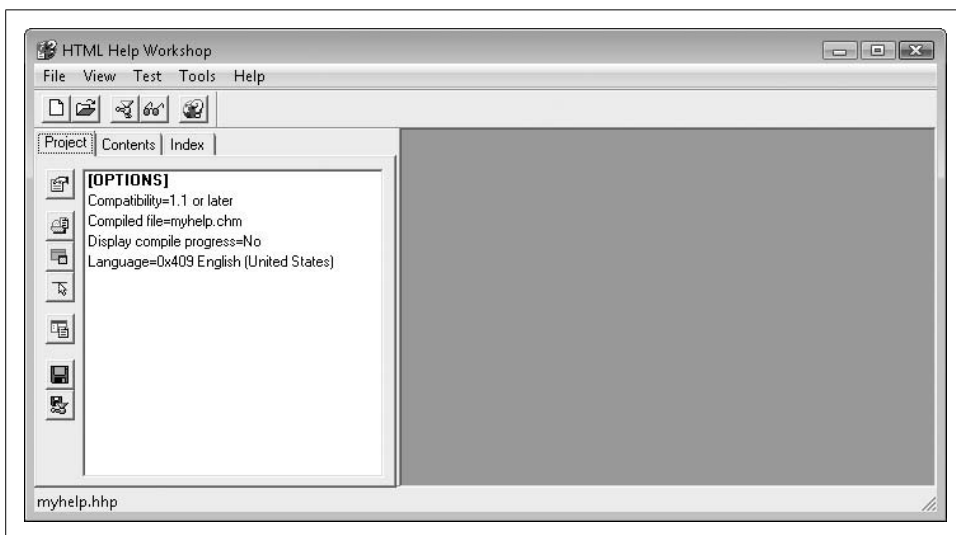 HTML Help Workshop
File View Test Tools Help
Project Contents Index
[OPTIONS]
Compatibility=1.1 or later
Compiled file=myhelp.chm
Display compile progress=No
Language=0x409 English (United States)
myhelp.hhp